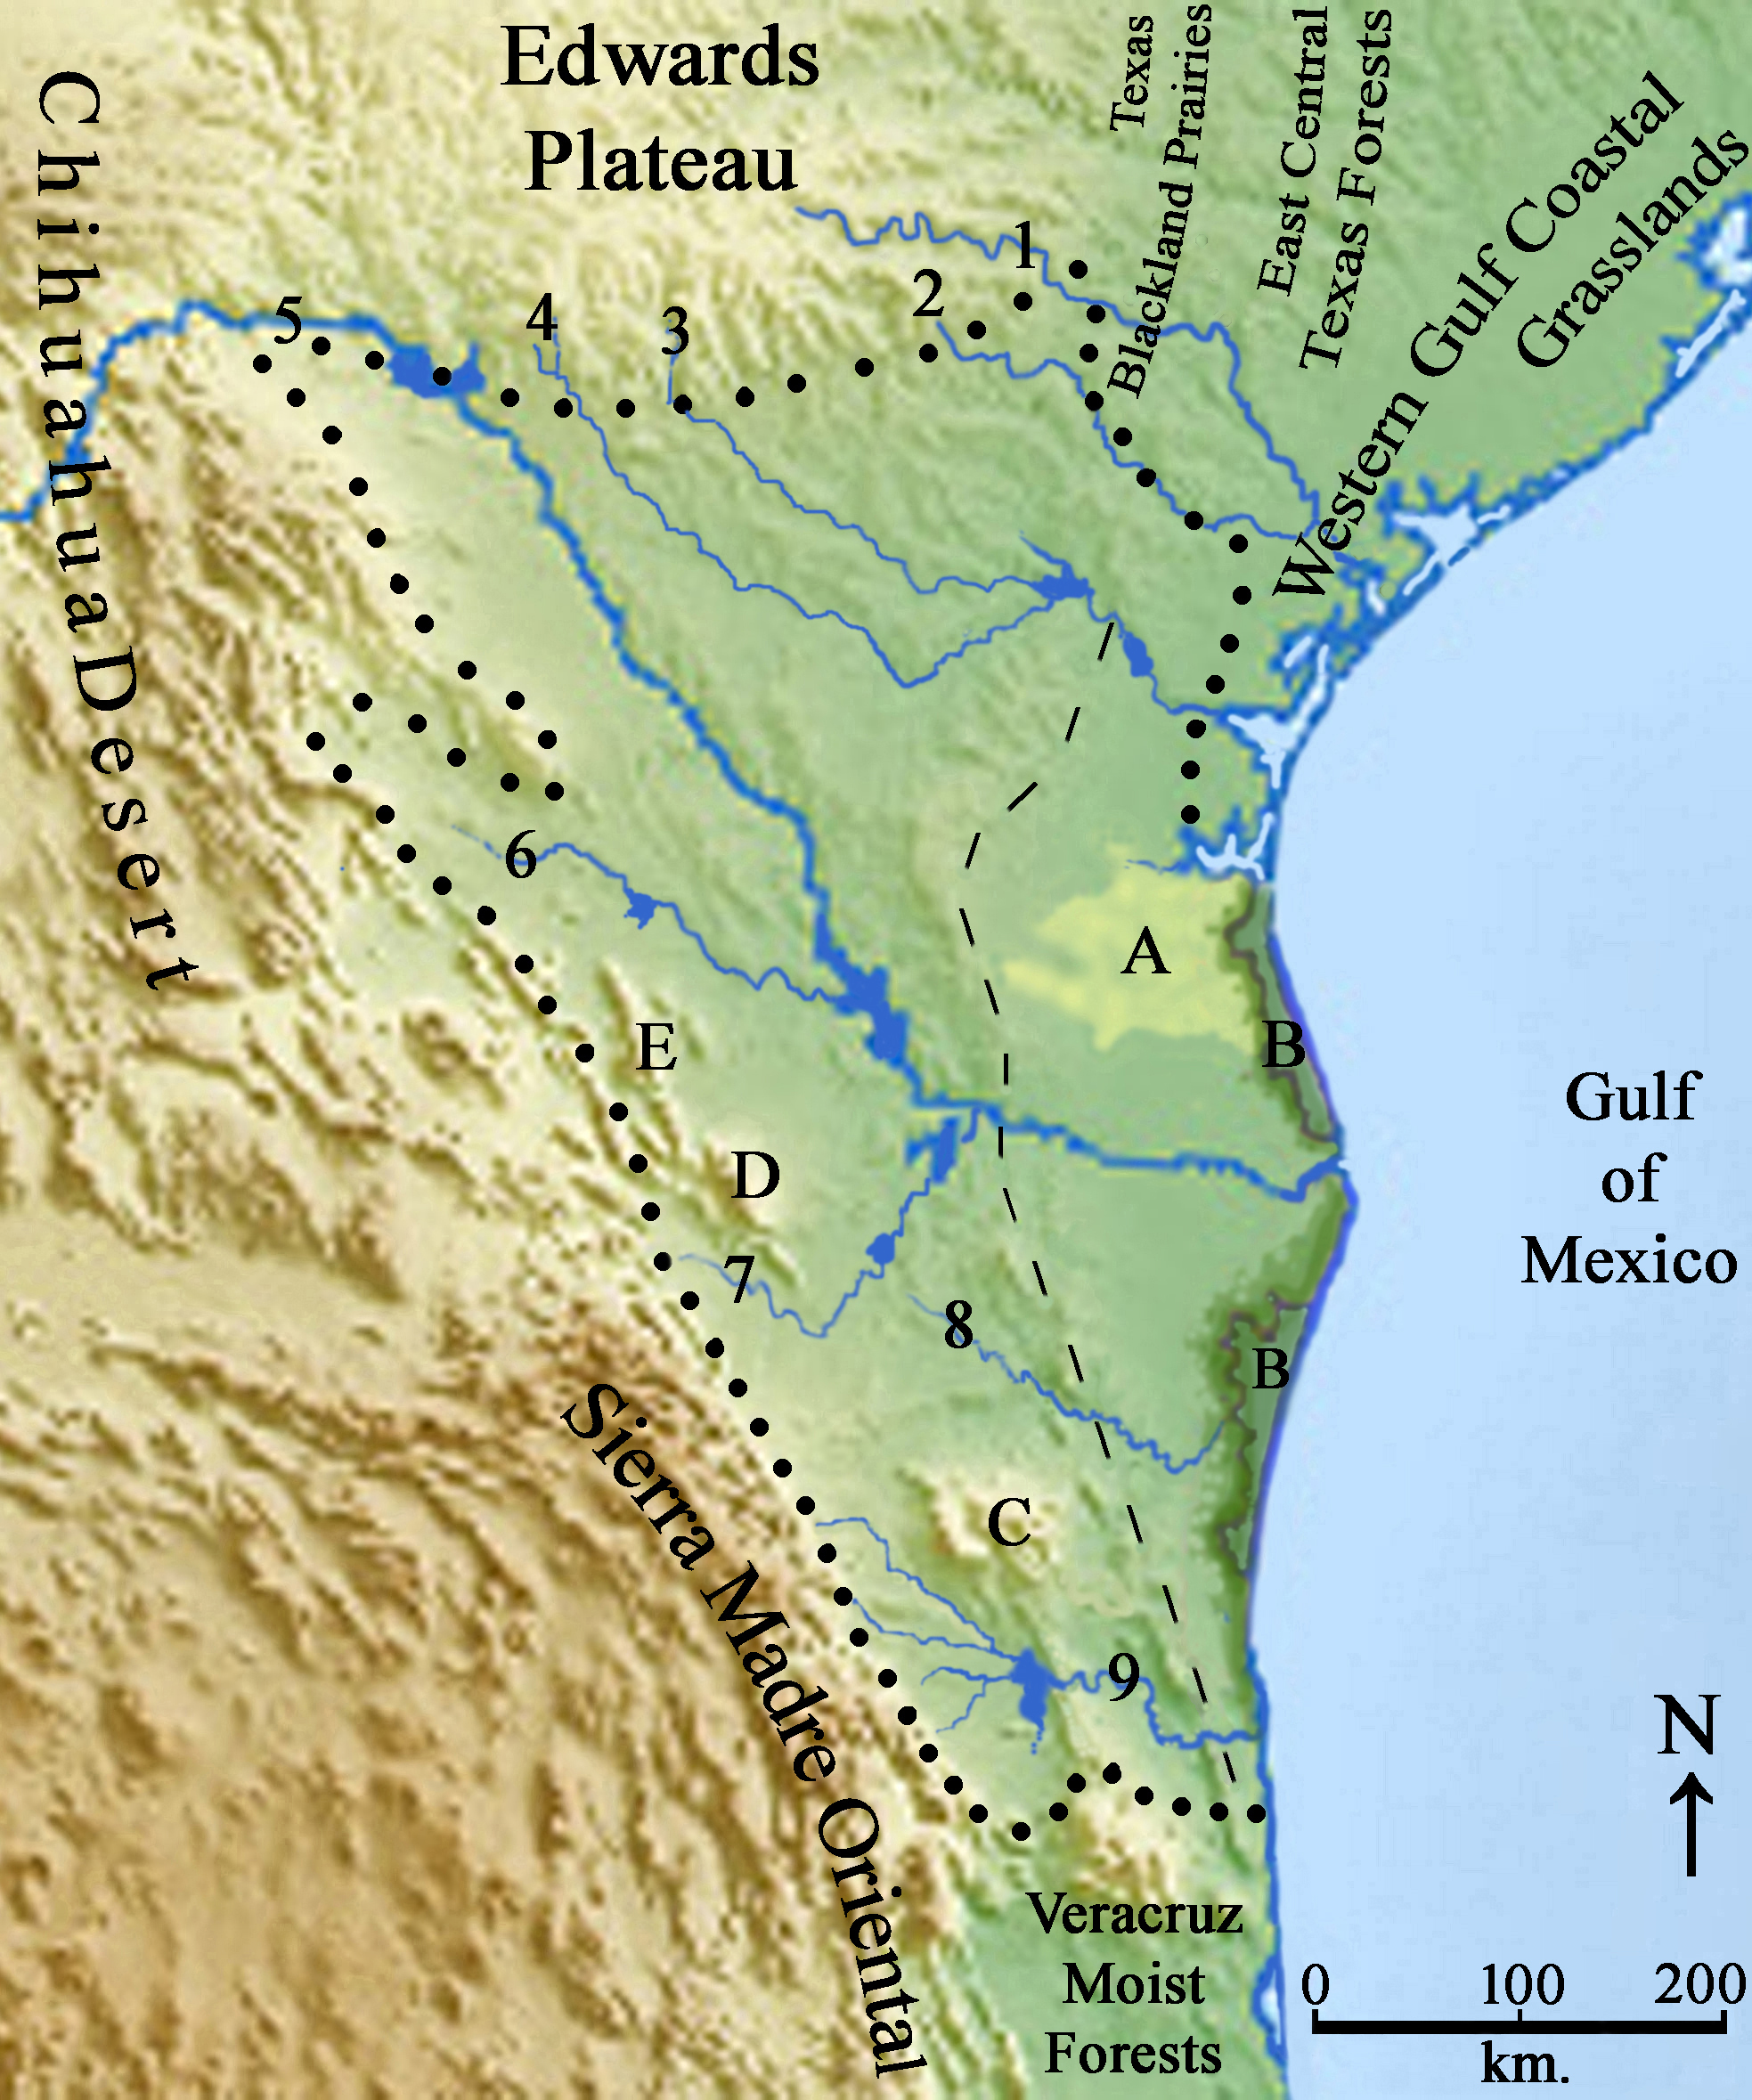 Edwards
Plateau
Texas
Blackland Prairies
East Central
Texas Forests
Western Gulf Coastal
Grasslands
Chihuahua Desert
1
2
3
4
5
6
A
B
E
D
7
8
B
C
9
Gulf
of
Mexico
Sierra Madre Oriental
N
Veracruz
Moist
Forests
0 100 200
km.